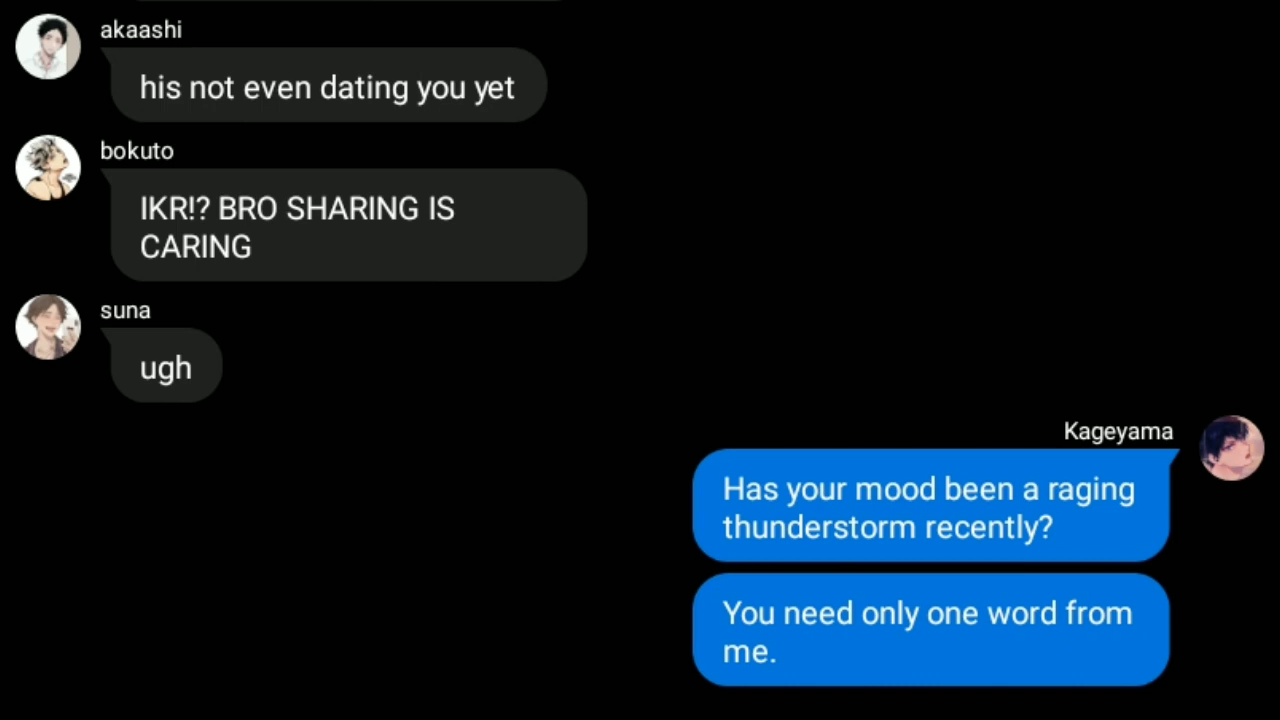 akaashi
his not even dating you yet
bokuto
IKR!? BRO SHARING IS
CARING
suna
ugh
Kageyama
Has your mood been a raging
thunderstorm recently?
You need only one word from
me.